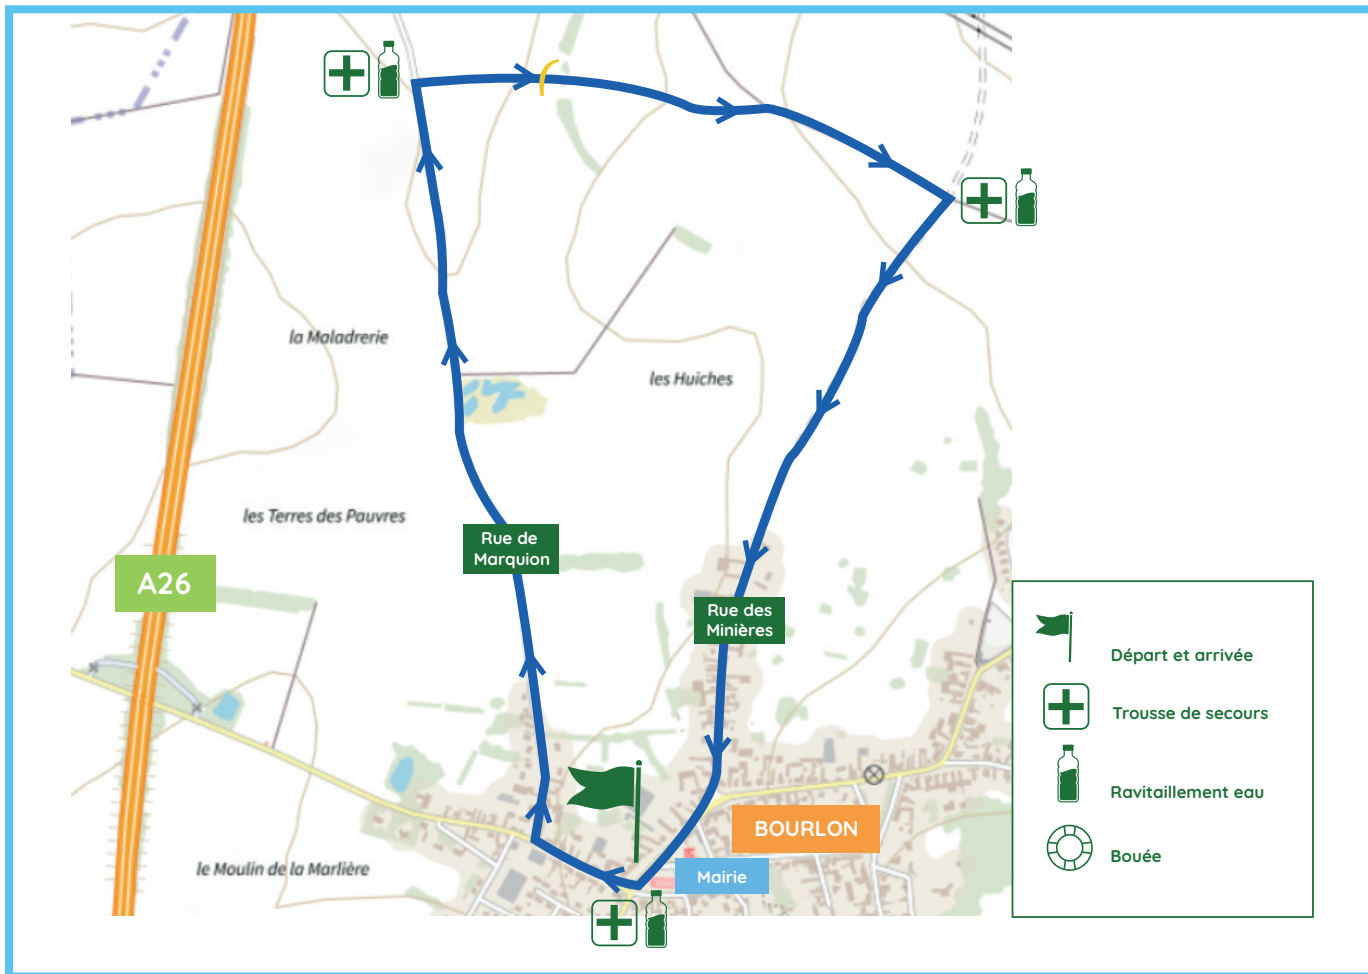 la Maladrerie
les Huiches
les Terres des Pauvres
Rue de
Marquion
A26
Rue des
Minières
Départ et arrivée
Trousse de secours
Ravitaillement eau
BOURLON
Bouée
le Moulin de la Marlière
Mairie